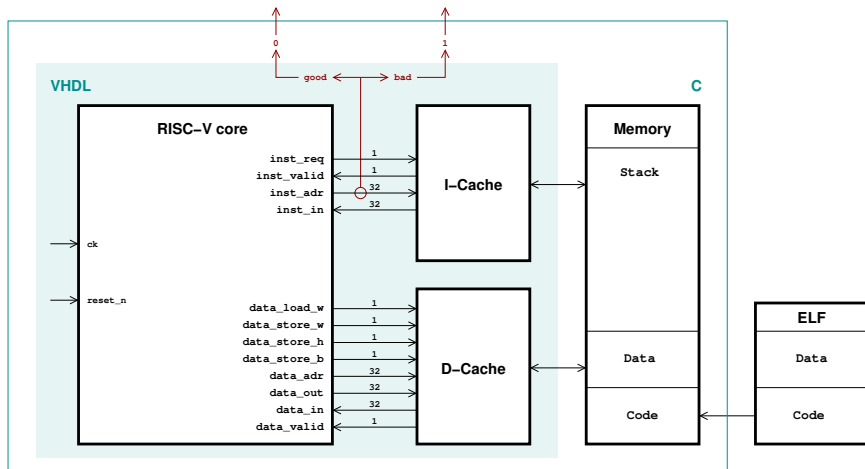 0
1
good
bad
VHDL
C
RISC–V core
Memory
inst_req
1
inst_valid
1
inst_adr
32
inst_in
32
I–Cache
Stack
ck
reset_n
data_load_w
1
data_store_w
1
data_store_h
1
data_store_b
1
data_adr
32
data_out
32
data_in
32
data_valid
1
D–Cache
Data
Code
ELF
Data
Code